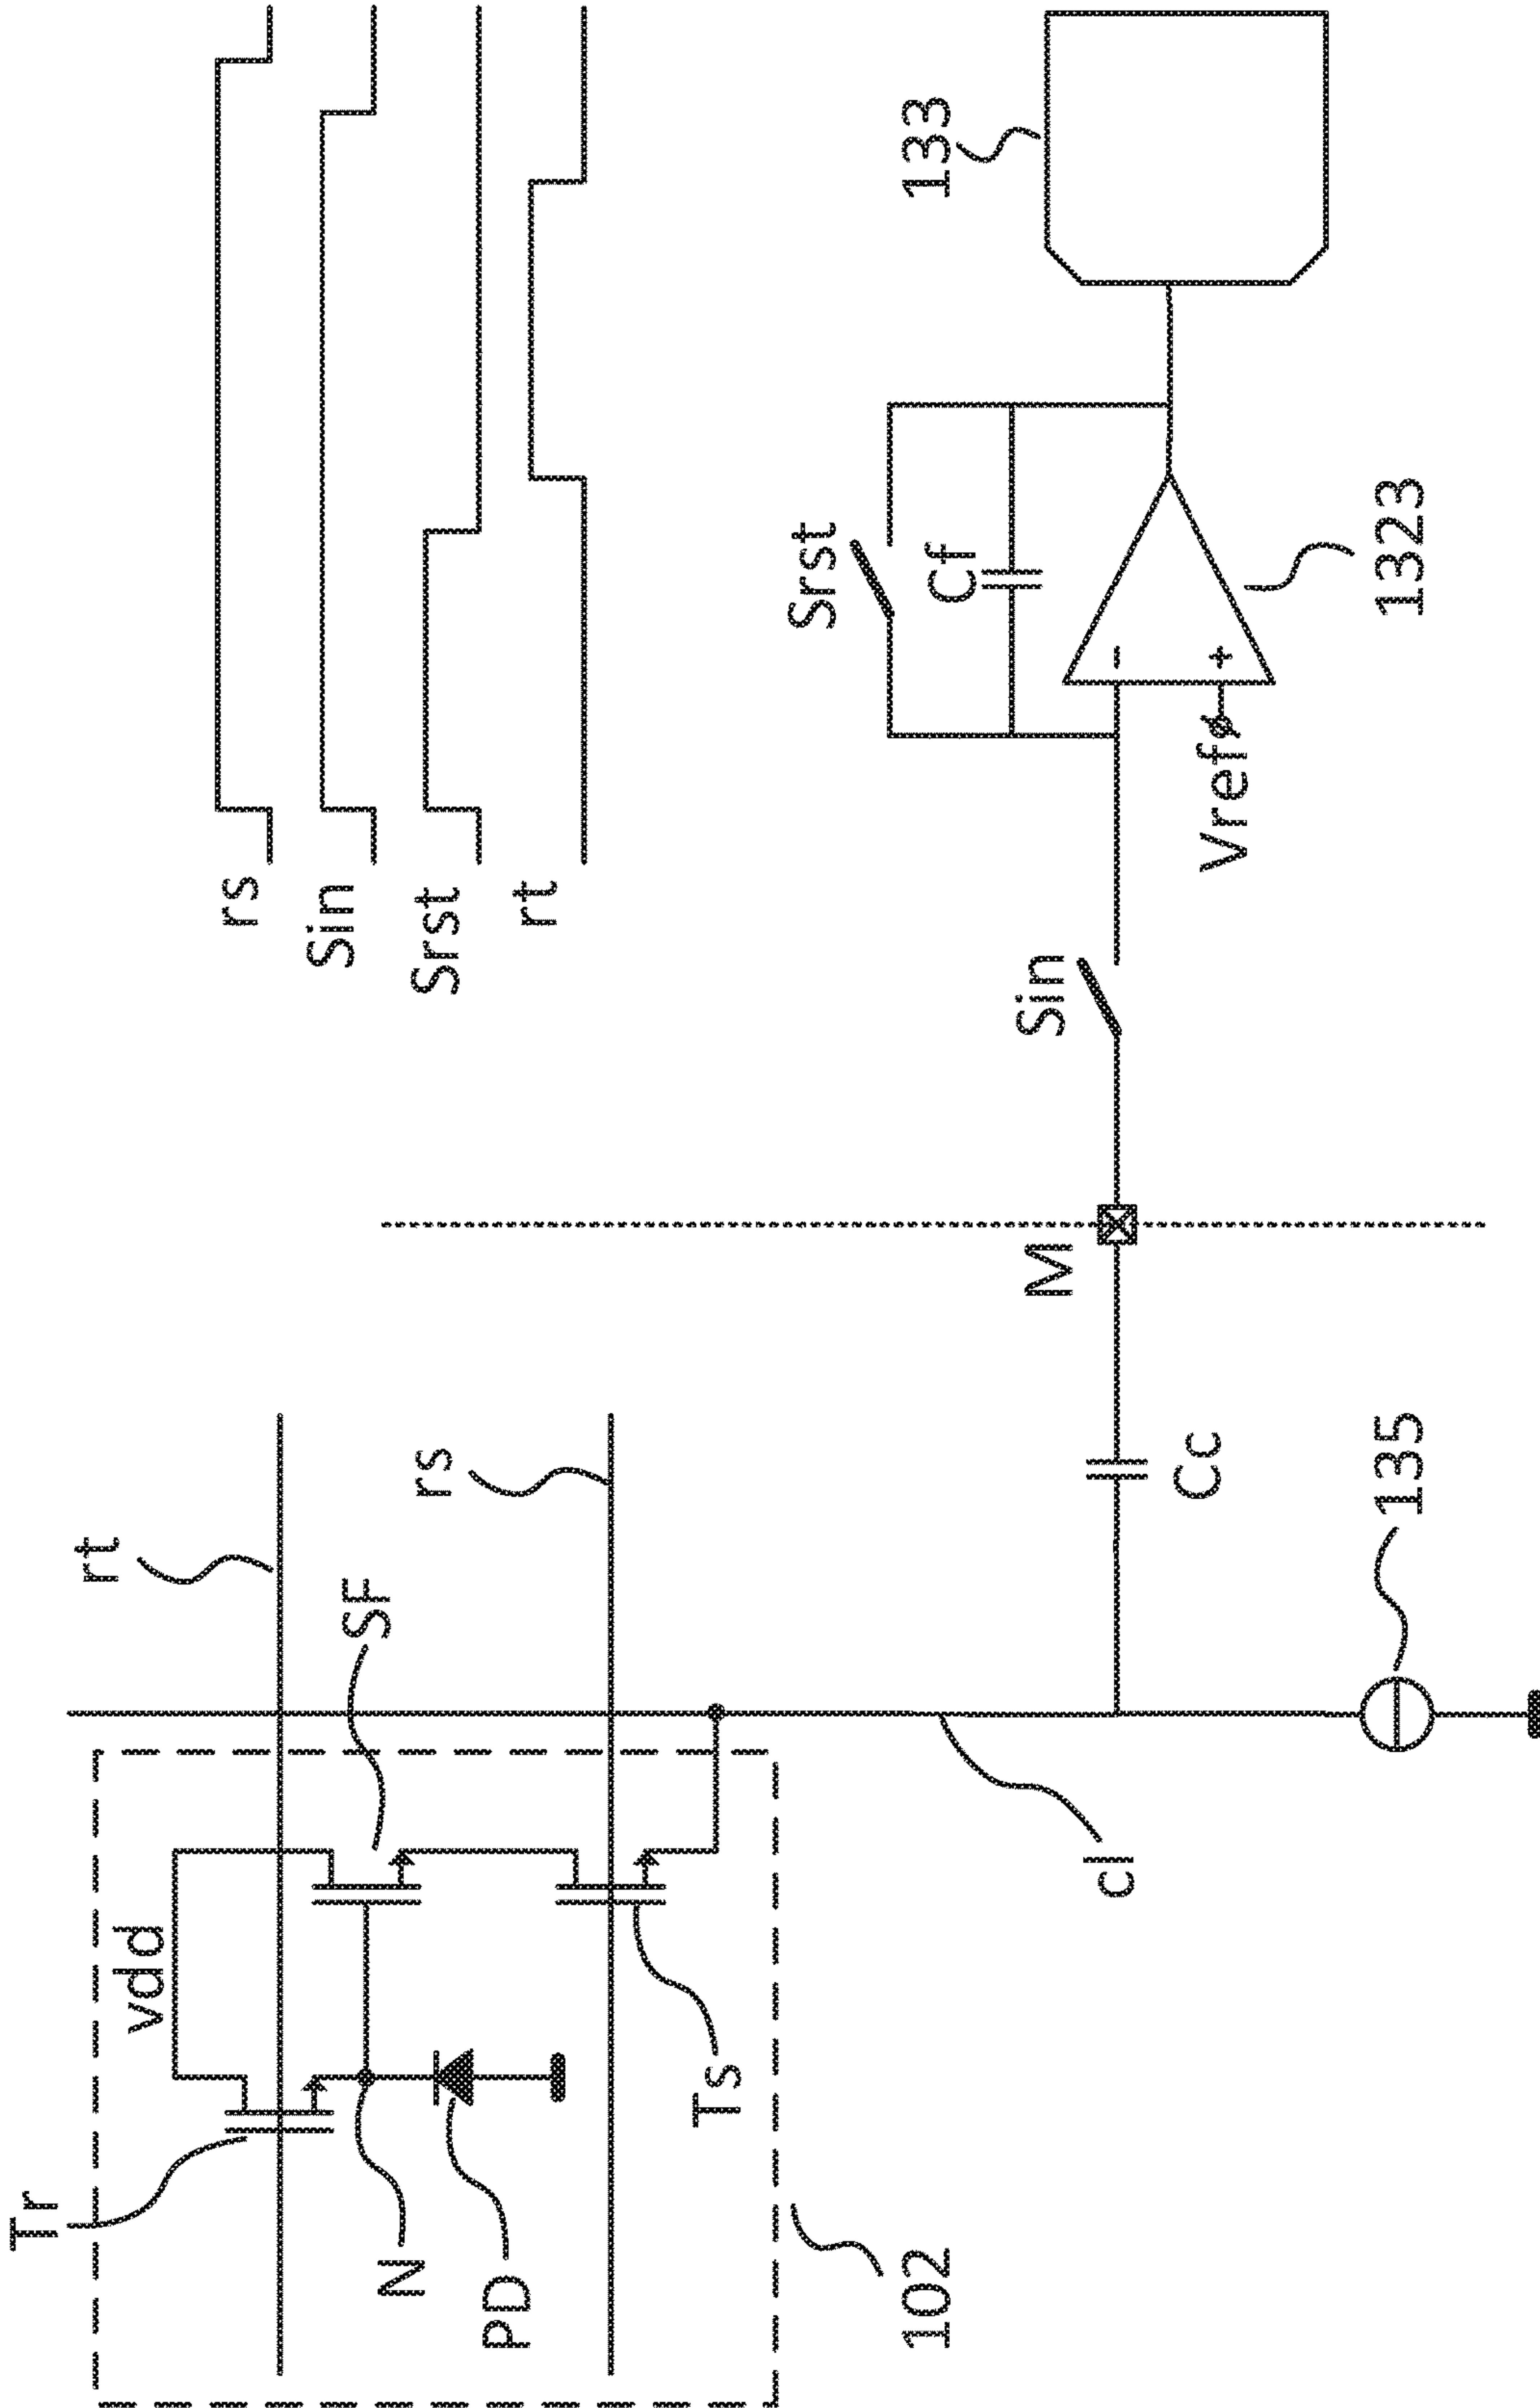 rs
Sin
Srst
rt
Tr
vdd
rt
SF
rs
N
PD
Ts
102
cl
M
Cc
135
Sin
Srst
Cf
-
+
Vref
1323
133